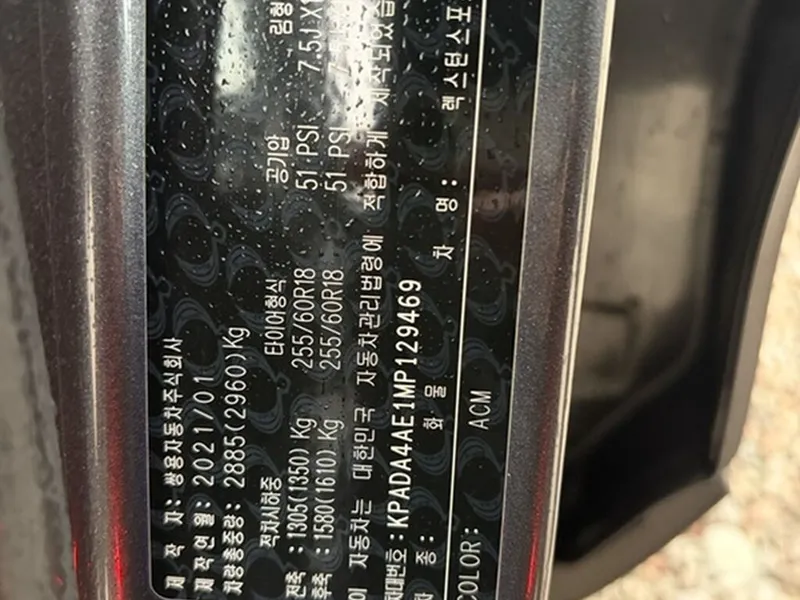 제 작 자: 쌍용자동차주식회사
제작연월: 2021/01
차량총중량: 2885(2960)Kg
적차시하중 타이어형식 공기압 림형
전축 : 1305(1350) Kg 255/60R18 51 PSI 7.5J X1
후축 : 1580(1610) Kg 255/60R18 51 PSI 7.5J
이 자동차는 대한민국 자동차관리법령에 적합하게 제작되었습
차대번호 : KPADA4AE1MP129469
차 종: 화 물 차 명: 렉스턴스포
COLOR: ACM